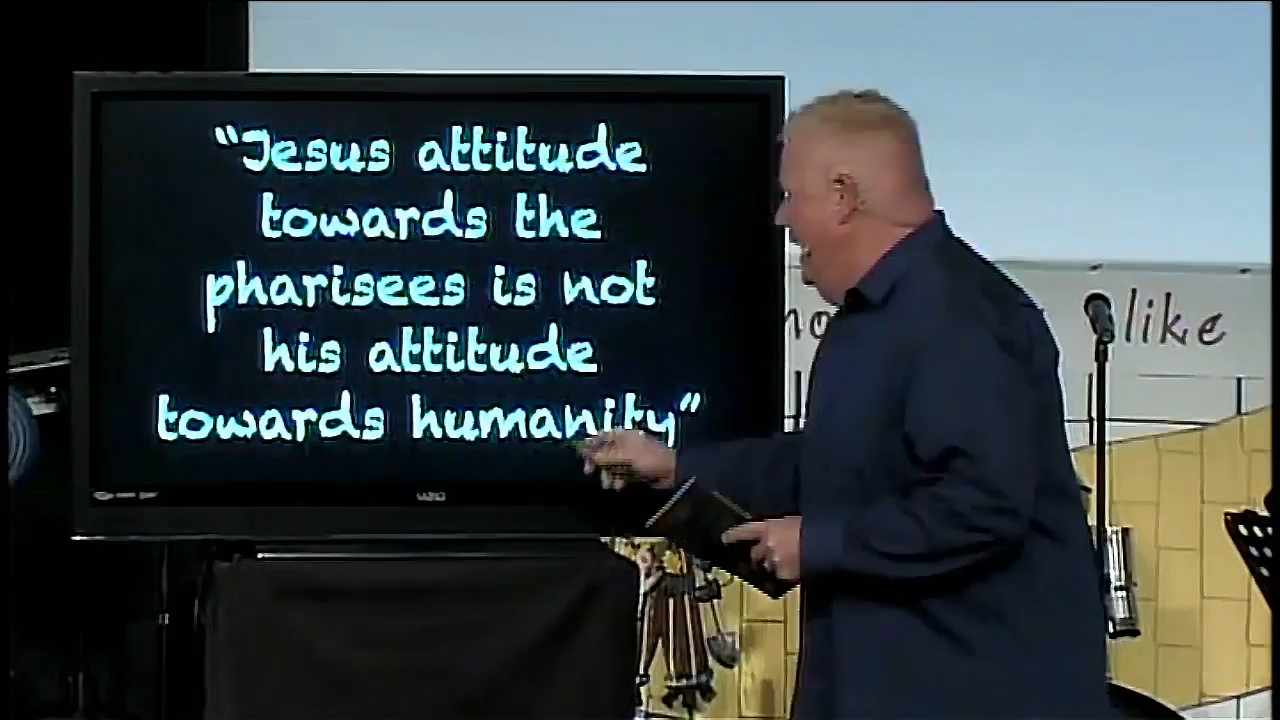 “Jesus attitude
towards the
pharisees is not
his attitude
towards humanity”
like